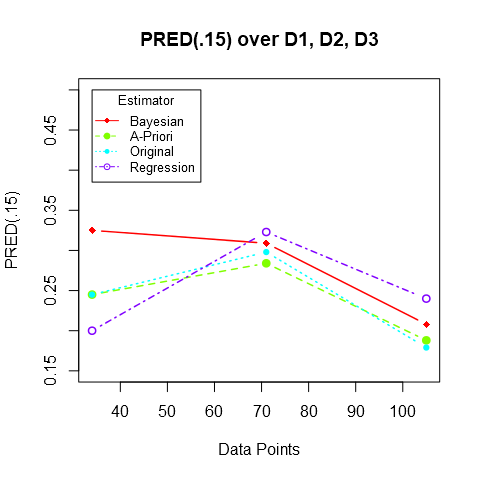 PRED(.15) over D1, D2, D3
Estimator
Bayesian
A-Priori
Original
Regression
PRED(.15)
0.45
0.35
0.25
0.15
40 50 60 70 80 90 100
Data Points